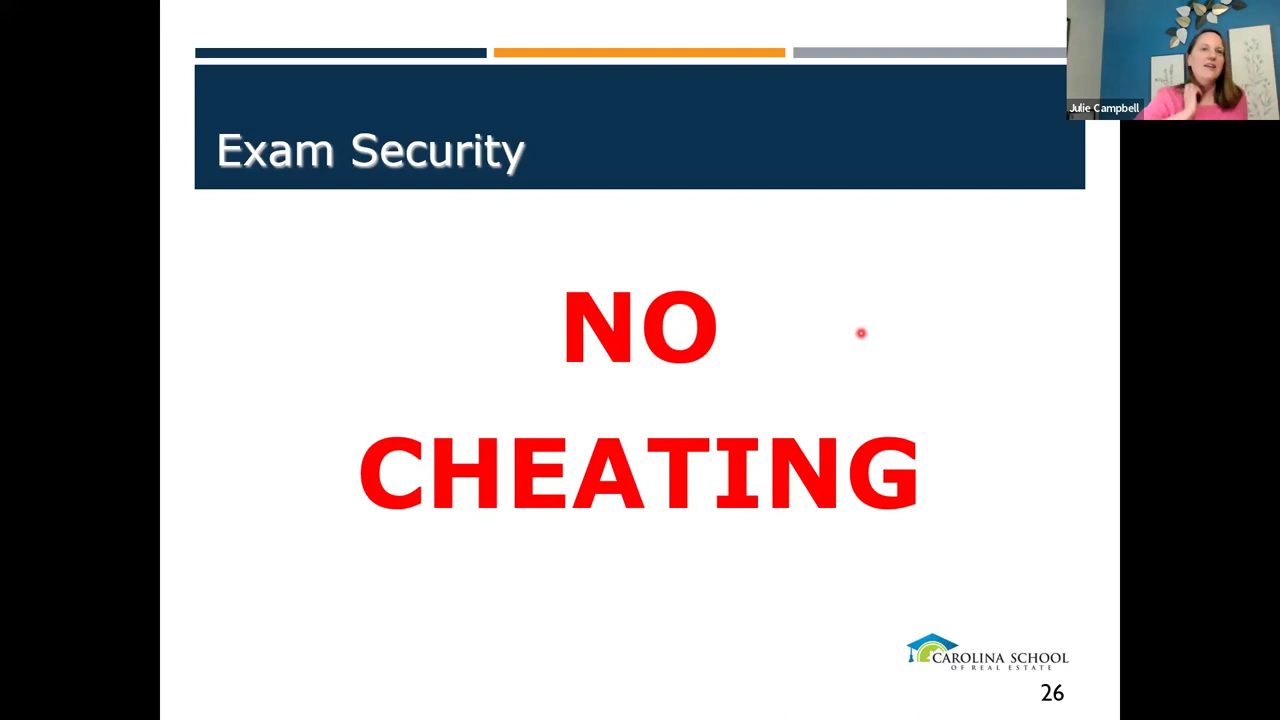 Julie Campbell
Exam Security
NO
CHEATING
CAROLINA SCHOOL
OF REAL ESTATE
26